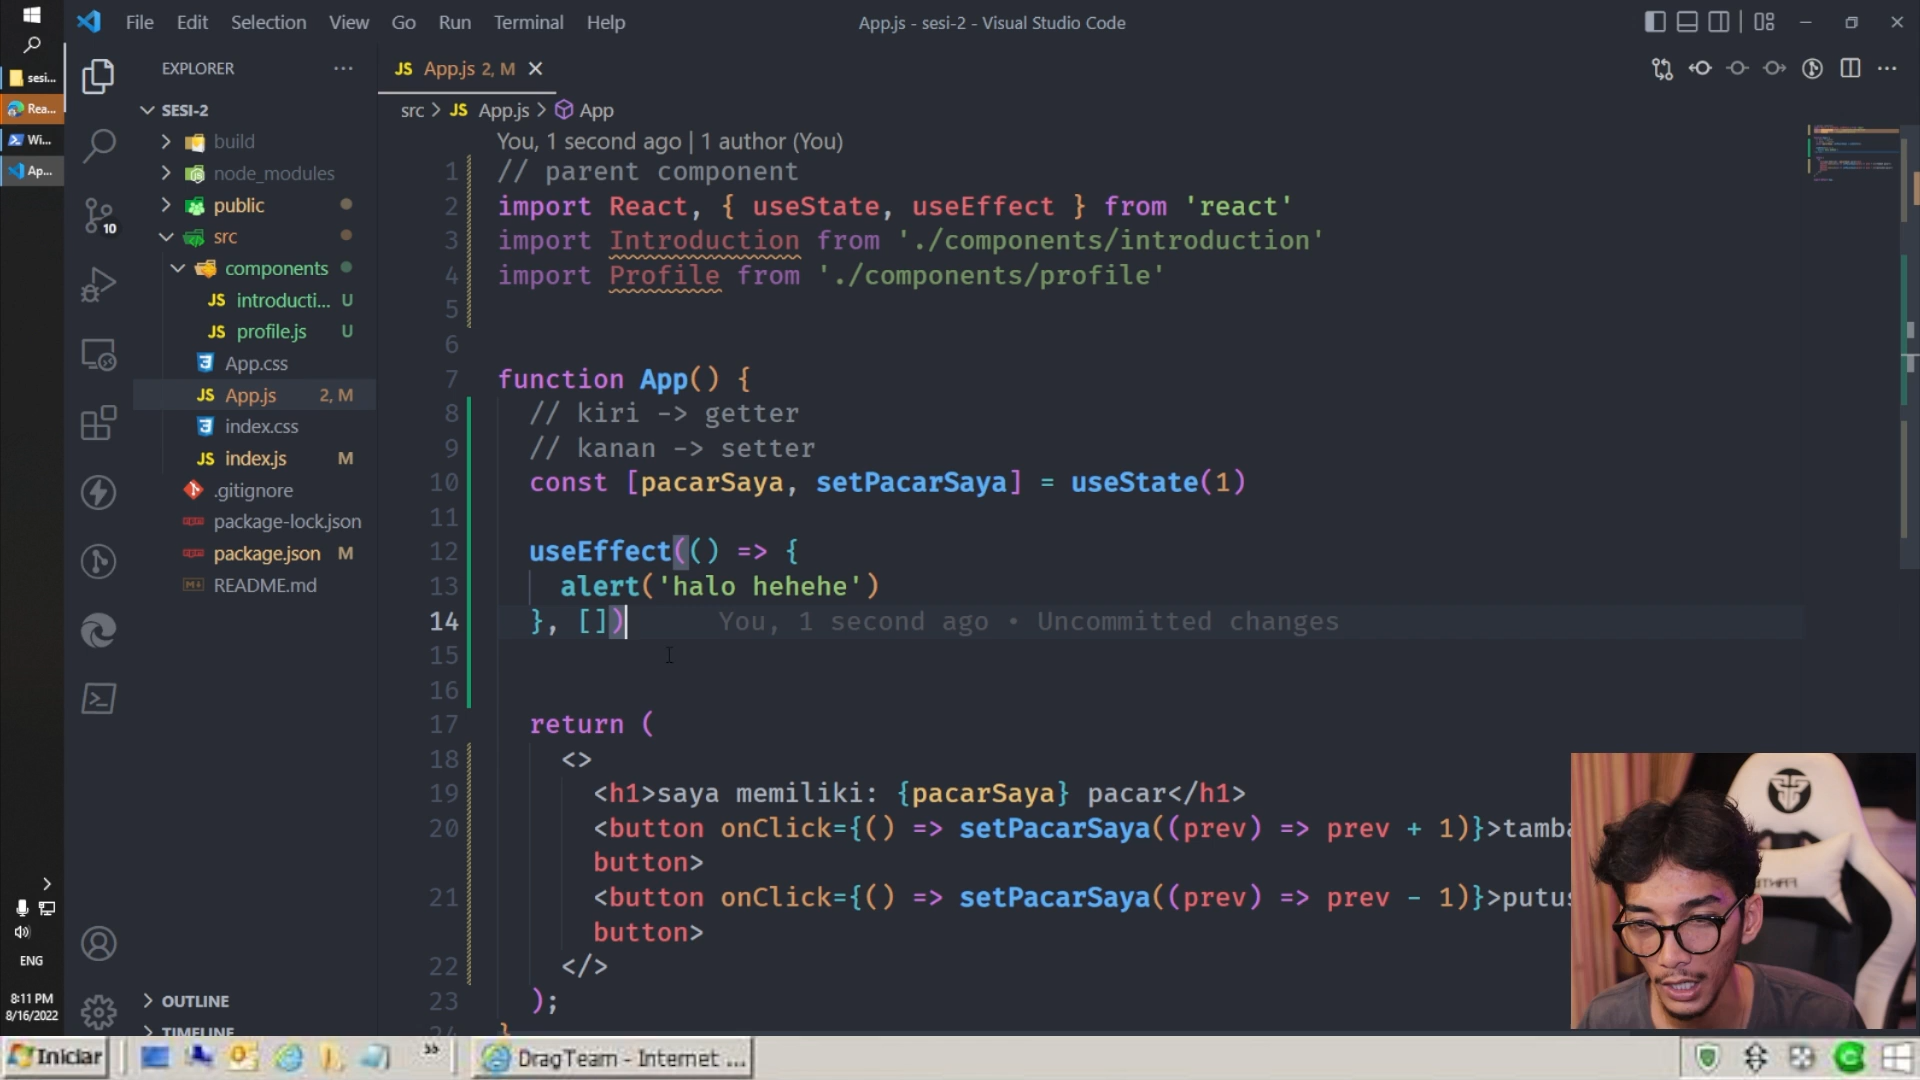 File Edit Selection View Go Run Terminal Help
App.js - sesi-2 - Visual Studio Code
sesi...
Rea...
Wi...
Ap...
EXPLORER
JS App.js 2, M
SESI-2
build
node_modules
public
src
components
JS introducti... U
JS profile.js U
App.css
JS App.js 2, M
index.css
JS index.js M
.gitignore
package-lock.json
package.json M
README.md
10
OUTLINE
TIMELINE
src > JS App.js > App
You, 1 second ago | 1 author (You)
1 // parent component
2 import React, { useState, useEffect } from 'react'
3 import Introduction from './components/introduction'
4 import Profile from './components/profile'
5
6
7 function App() {
8 // kiri -> getter
9 // kanan -> setter
10 const [pacarSaya, setPacarSaya] = useState(1)
11
12 useEffect(() => {
13 alert('halo hehehe')
14 }, []) You, 1 second ago • Uncommitted changes
15
16
17 return (
18 <>
19 <h1>saya memiliki: {pacarSaya} pacar</h1>
20 <button onClick={() => setPacarSaya((prev) => prev + 1)}>tamba
button>
21 <button onClick={() => setPacarSaya((prev) => prev - 1)}>putus
button>
22 </>
23 );
24 }
ENG
8:11 PM
8/16/2022
Iniciar
DragTeam - Internet ...